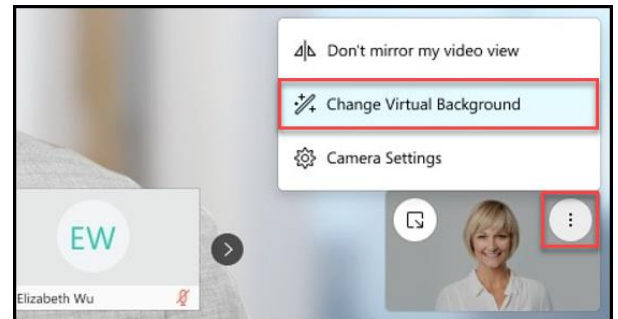 Don't mirror my video view
Change Virtual Background
Camera Settings
EW
Elizabeth Wu